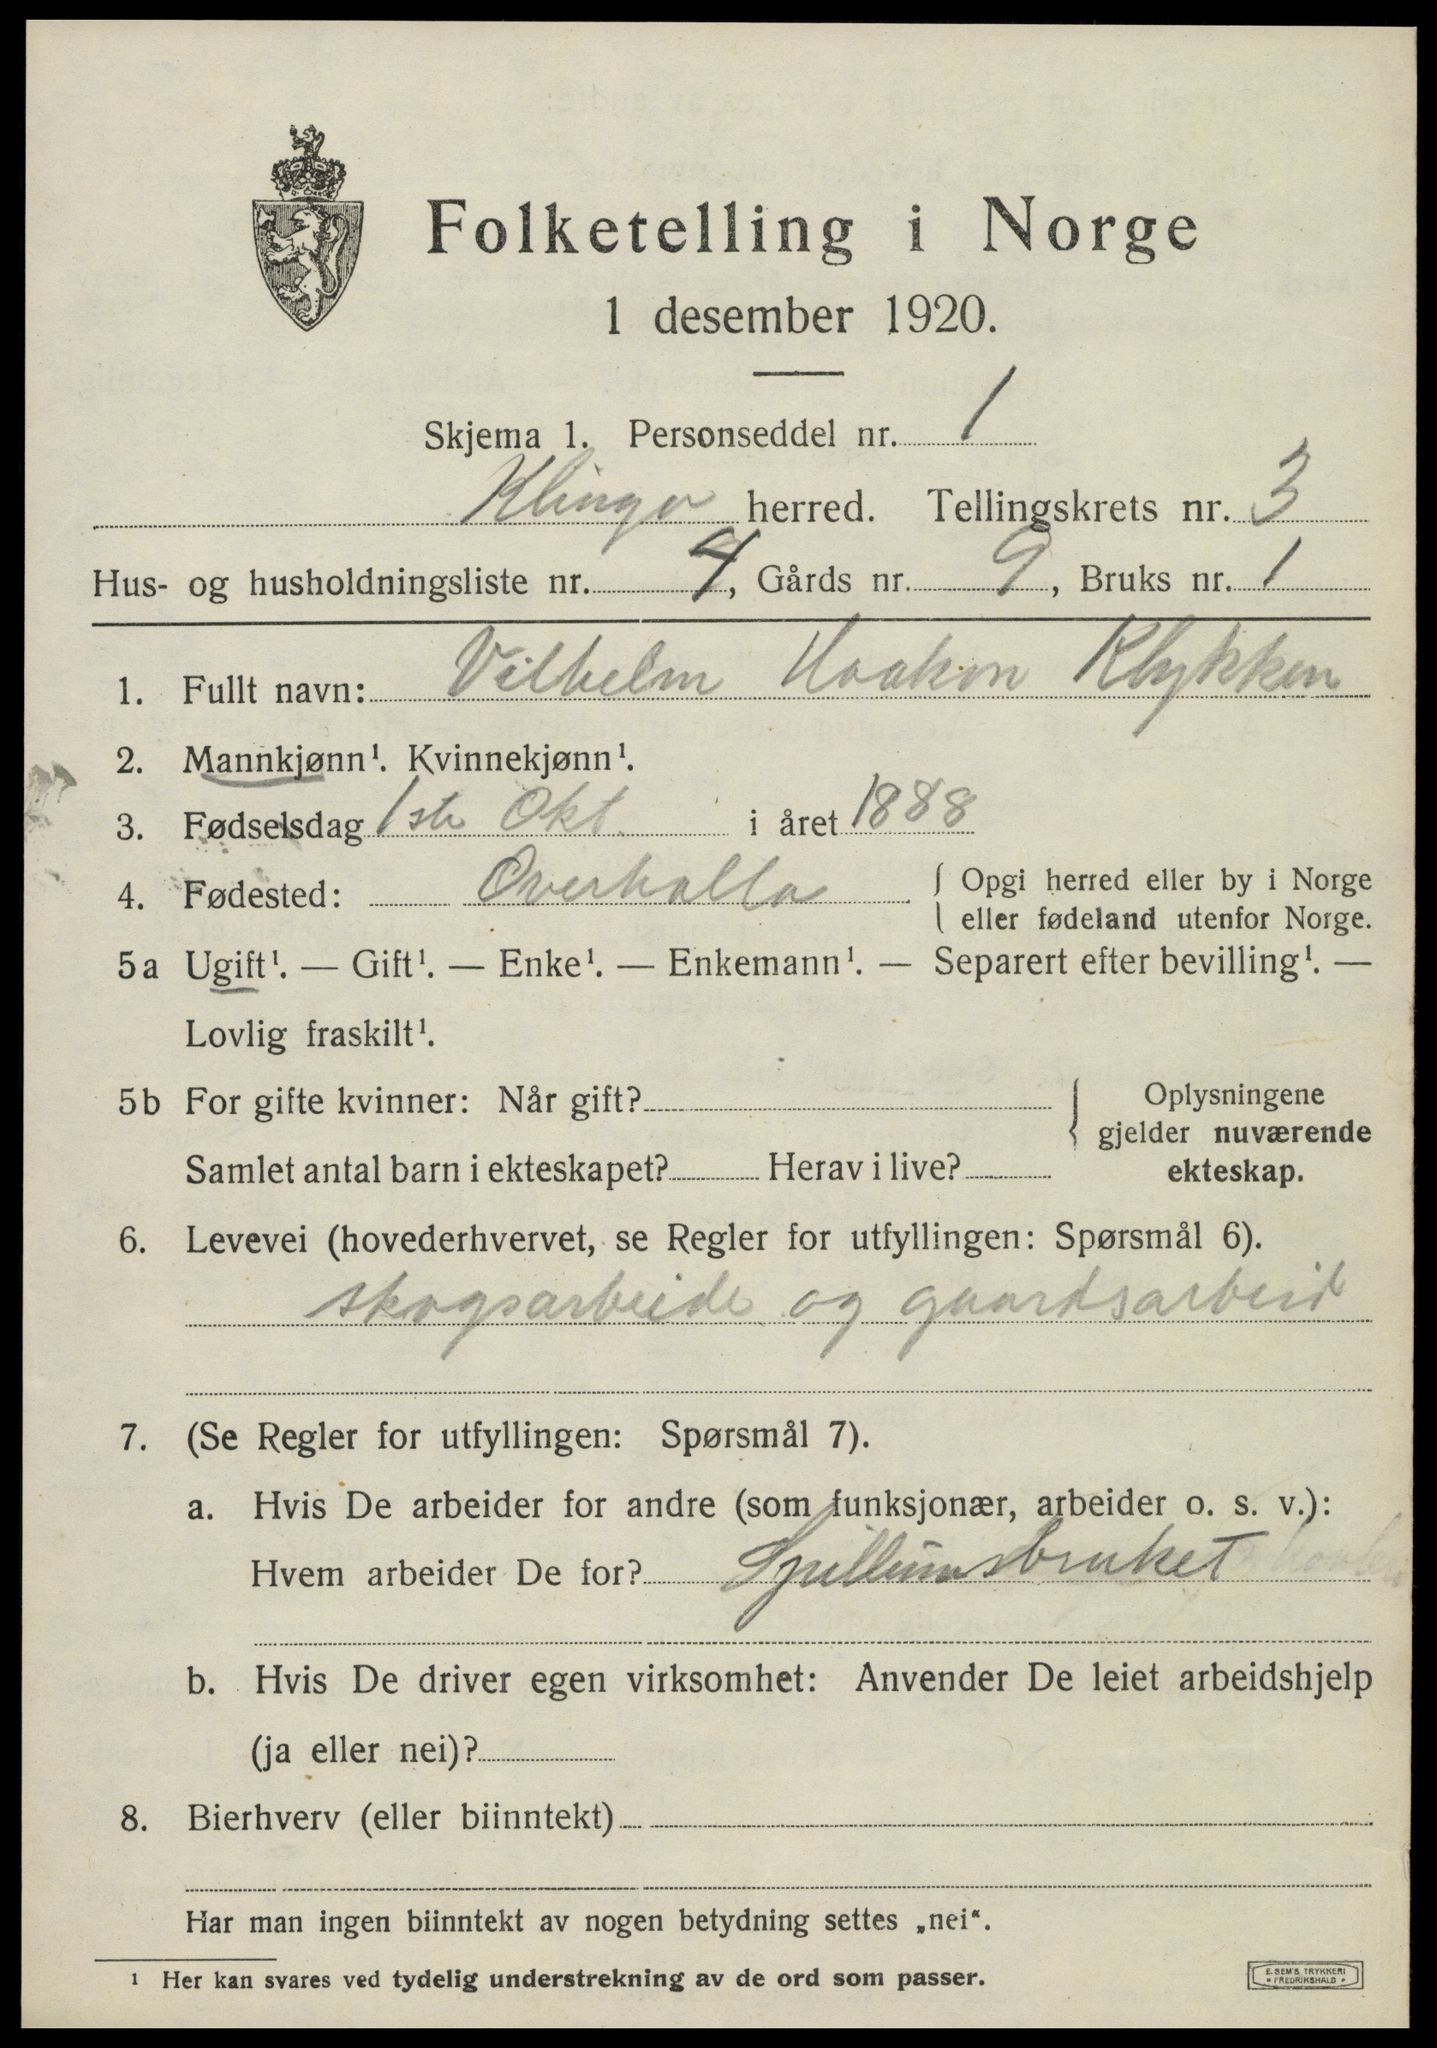 Folketelling i Norge
1 desember 1920.
Skjema 1. Personseddel nr. 1
Klinga herred. Tellingskrets nr. 3
Hus- og husholdningsliste nr. 4, Gårds nr. 9, Bruks nr. 1
1. Fullt navn: Vilhelm Haakon Klykken
2. Mannkjønn¹. Kvinnekjønn¹.
3. Fødselsdag 1ste Okt. i året 1888
4. Fødested: Overhalla { Opgi herred eller by i Norge
eller fødeland utenfor Norge.
5a Ugift¹. — Gift¹. — Enke¹. — Enkemann¹. — Separert efter bevilling¹. —
Lovlig fraskilt¹.
5b For gifte kvinner: Når gift? { Oplysningene
gjelder nuværende
Samlet antal barn i ekteskapet? Herav i live? ekteskap.
6. Levevei (hovederhvervet, se Regler for utfyllingen: Spørsmål 6).
skogsarbeide og gaardsarbeid
7. (Se Regler for utfyllingen: Spørsmål 7).
a. Hvis De arbeider for andre (som funksjonær, arbeider o. s. v.):
Hvem arbeider De for? Spillumsbruket
b. Hvis De driver egen virksomhet: Anvender De leiet arbeidshjelp
(ja eller nei)?
8. Bierhverv (eller biinntekt)
Har man ingen biinntekt av nogen betydning settes „nei“.
¹ Her kan svares ved tydelig understrekning av de ord som passer.
E. SEM'S TRYKKERI
FREDRIKSHALD